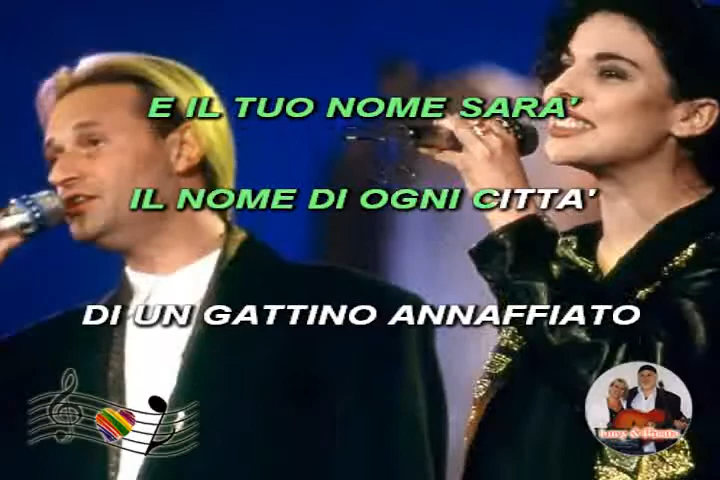 E IL TUO NOME SARA'
IL NOME DI OGNI CITTA'
DI UN GATTINO ANNAFFIATO